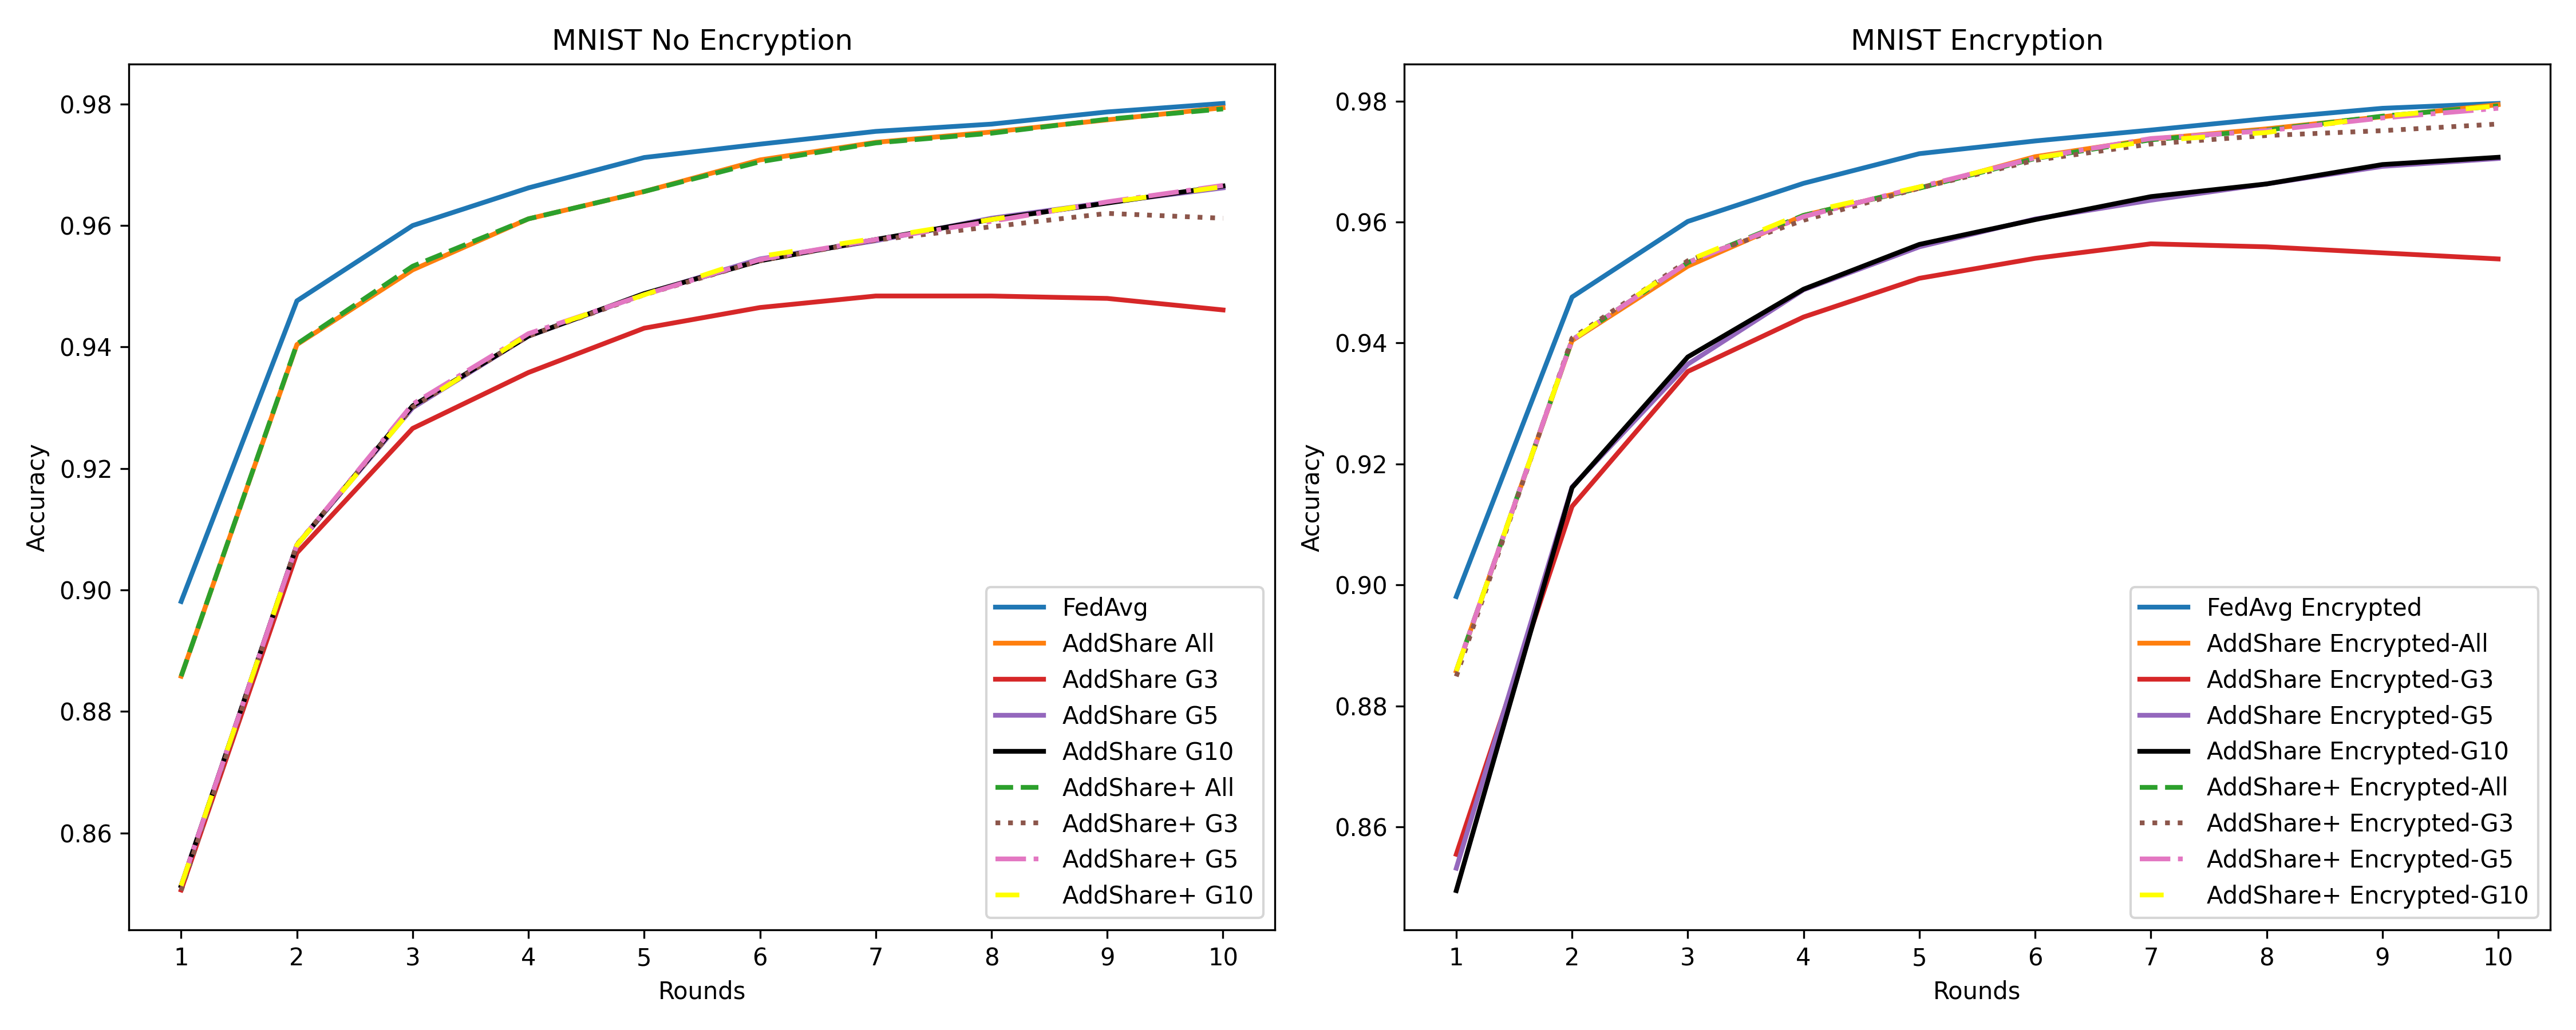 MNIST No Encryption
0.98
0.96
0.94
0.92
0.90
0.88
0.86
Accuracy
1 2 3 4 5 6 7 8 9 10
Rounds
FedAvg
AddShare All
AddShare G3
AddShare G5
AddShare G10
AddShare+ All
AddShare+ G3
AddShare+ G5
AddShare+ G10
MNIST Encryption
0.98
0.96
0.94
0.92
0.90
0.88
0.86
Accuracy
1 2 3 4 5 6 7 8 9 10
Rounds
FedAvg Encrypted
AddShare Encrypted-All
AddShare Encrypted-G3
AddShare Encrypted-G5
AddShare Encrypted-G10
AddShare+ Encrypted-All
AddShare+ Encrypted-G3
AddShare+ Encrypted-G5
AddShare+ Encrypted-G10